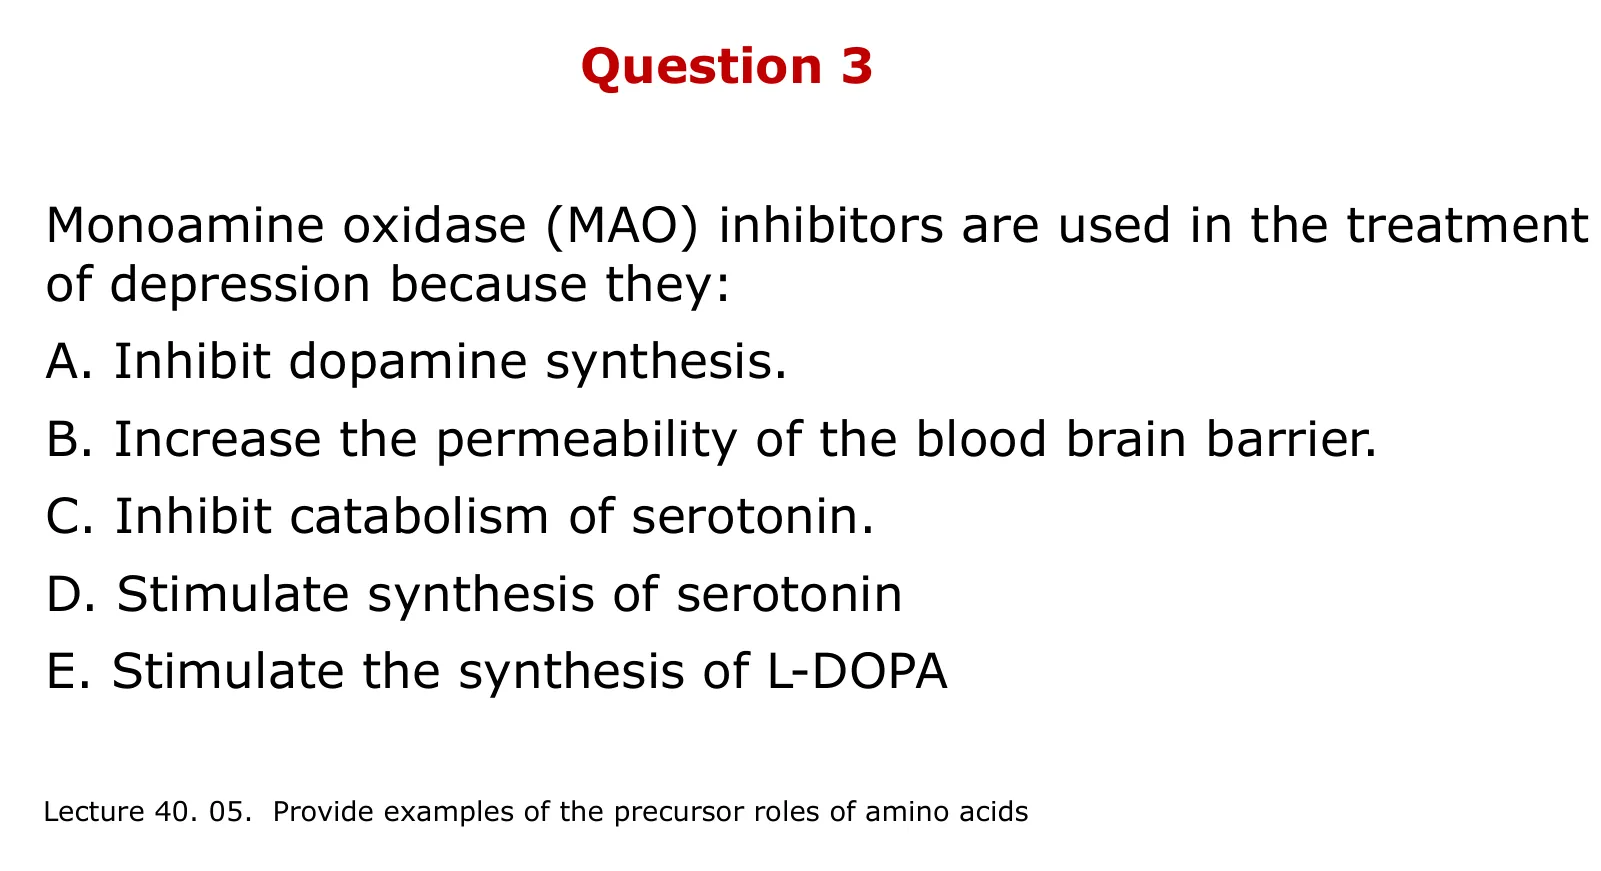 Question 3
Monoamine oxidase (MAO) inhibitors are used in the treatment
of depression because they:
A. Inhibit dopamine synthesis.
B. Increase the permeability of the blood brain barrier.
C. Inhibit catabolism of serotonin.
D. Stimulate synthesis of serotonin
E. Stimulate the synthesis of L-DOPA
Lecture 40. 05.  Provide examples of the precursor roles of amino acids